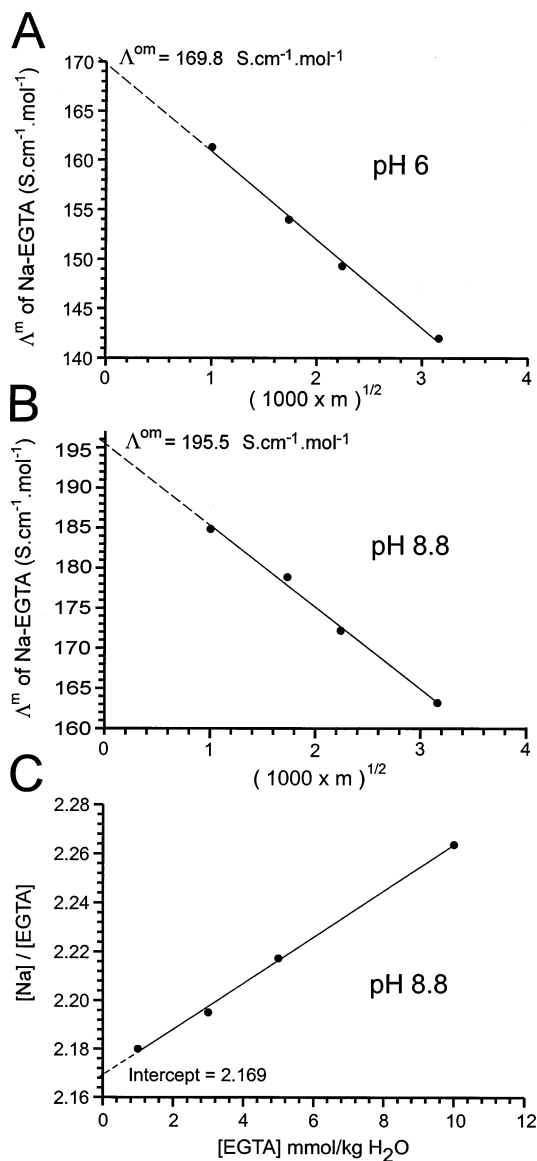 A
Λᵒᵐ = 169.8 S.cm⁻¹.mol⁻¹
170
165
160
155
150
145
140
Λᵐ of Na-EGTA (S.cm⁻¹.mol⁻¹)
pH 6
0 1 2 3 4
( 1000 x m )¹/²
B
Λᵒᵐ = 195.5 S.cm⁻¹.mol⁻¹
195
190
185
180
175
170
165
160
Λᵐ of Na-EGTA (S.cm⁻¹.mol⁻¹)
pH 8.8
0 1 2 3 4
( 1000 x m )¹/²
C
2.28
2.26
2.24
2.22
2.20
2.18
2.16
[Na] / [EGTA]
pH 8.8
Intercept = 2.169
0 2 4 6 8 10 12
[EGTA] mmol/kg H₂O